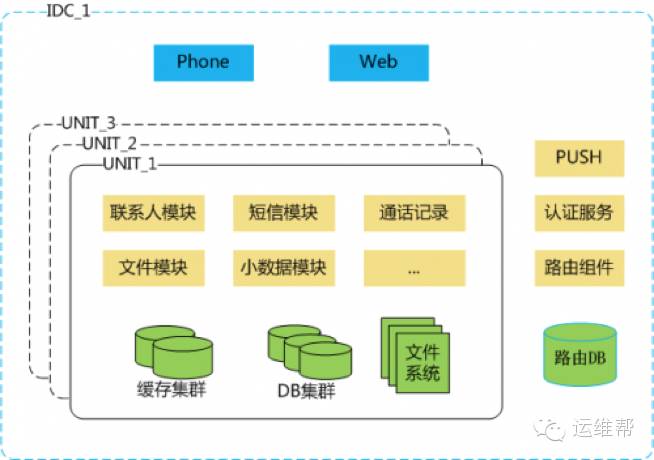 IDC_1
Phone
Web
UNIT_3
UNIT_2
UNIT_1
PUSH
联系人模块
短信模块
通话记录
认证服务
文件模块
小数据模块
...
路由组件
文件
系统
路由DB
缓存集群
DB集群
运维帮